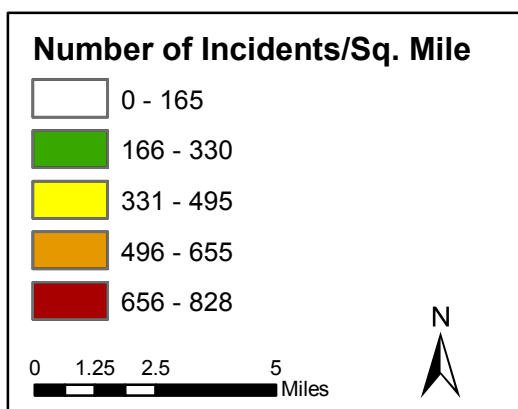 Number of Incidents/Sq. Mile
0 - 165
166 - 330
331 - 495
496 - 655
656 - 828
N
0 1.25 2.5 5
Miles